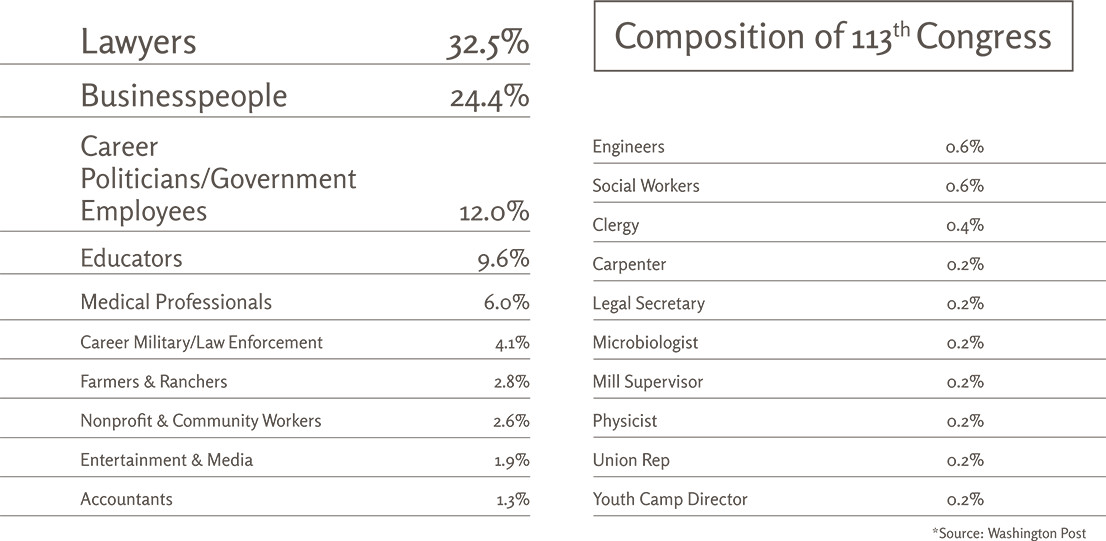 Composition of 113th Congress
Lawyers 32.5%
Businesspeople 24.4%
Career
Politicians/Government
Employees 12.0%
Educators 9.6%
Medical Professionals 6.0%
Career Military/Law Enforcement 4.1%
Farmers & Ranchers 2.8%
Nonprofit & Community Workers 2.6%
Entertainment & Media 1.9%
Accountants 1.3%
Engineers 0.6%
Social Workers 0.6%
Clergy 0.4%
Carpenter 0.2%
Legal Secretary 0.2%
Microbiologist 0.2%
Mill Supervisor 0.2%
Physicist 0.2%
Union Rep 0.2%
Youth Camp Director 0.2%
*Source: Washington Post